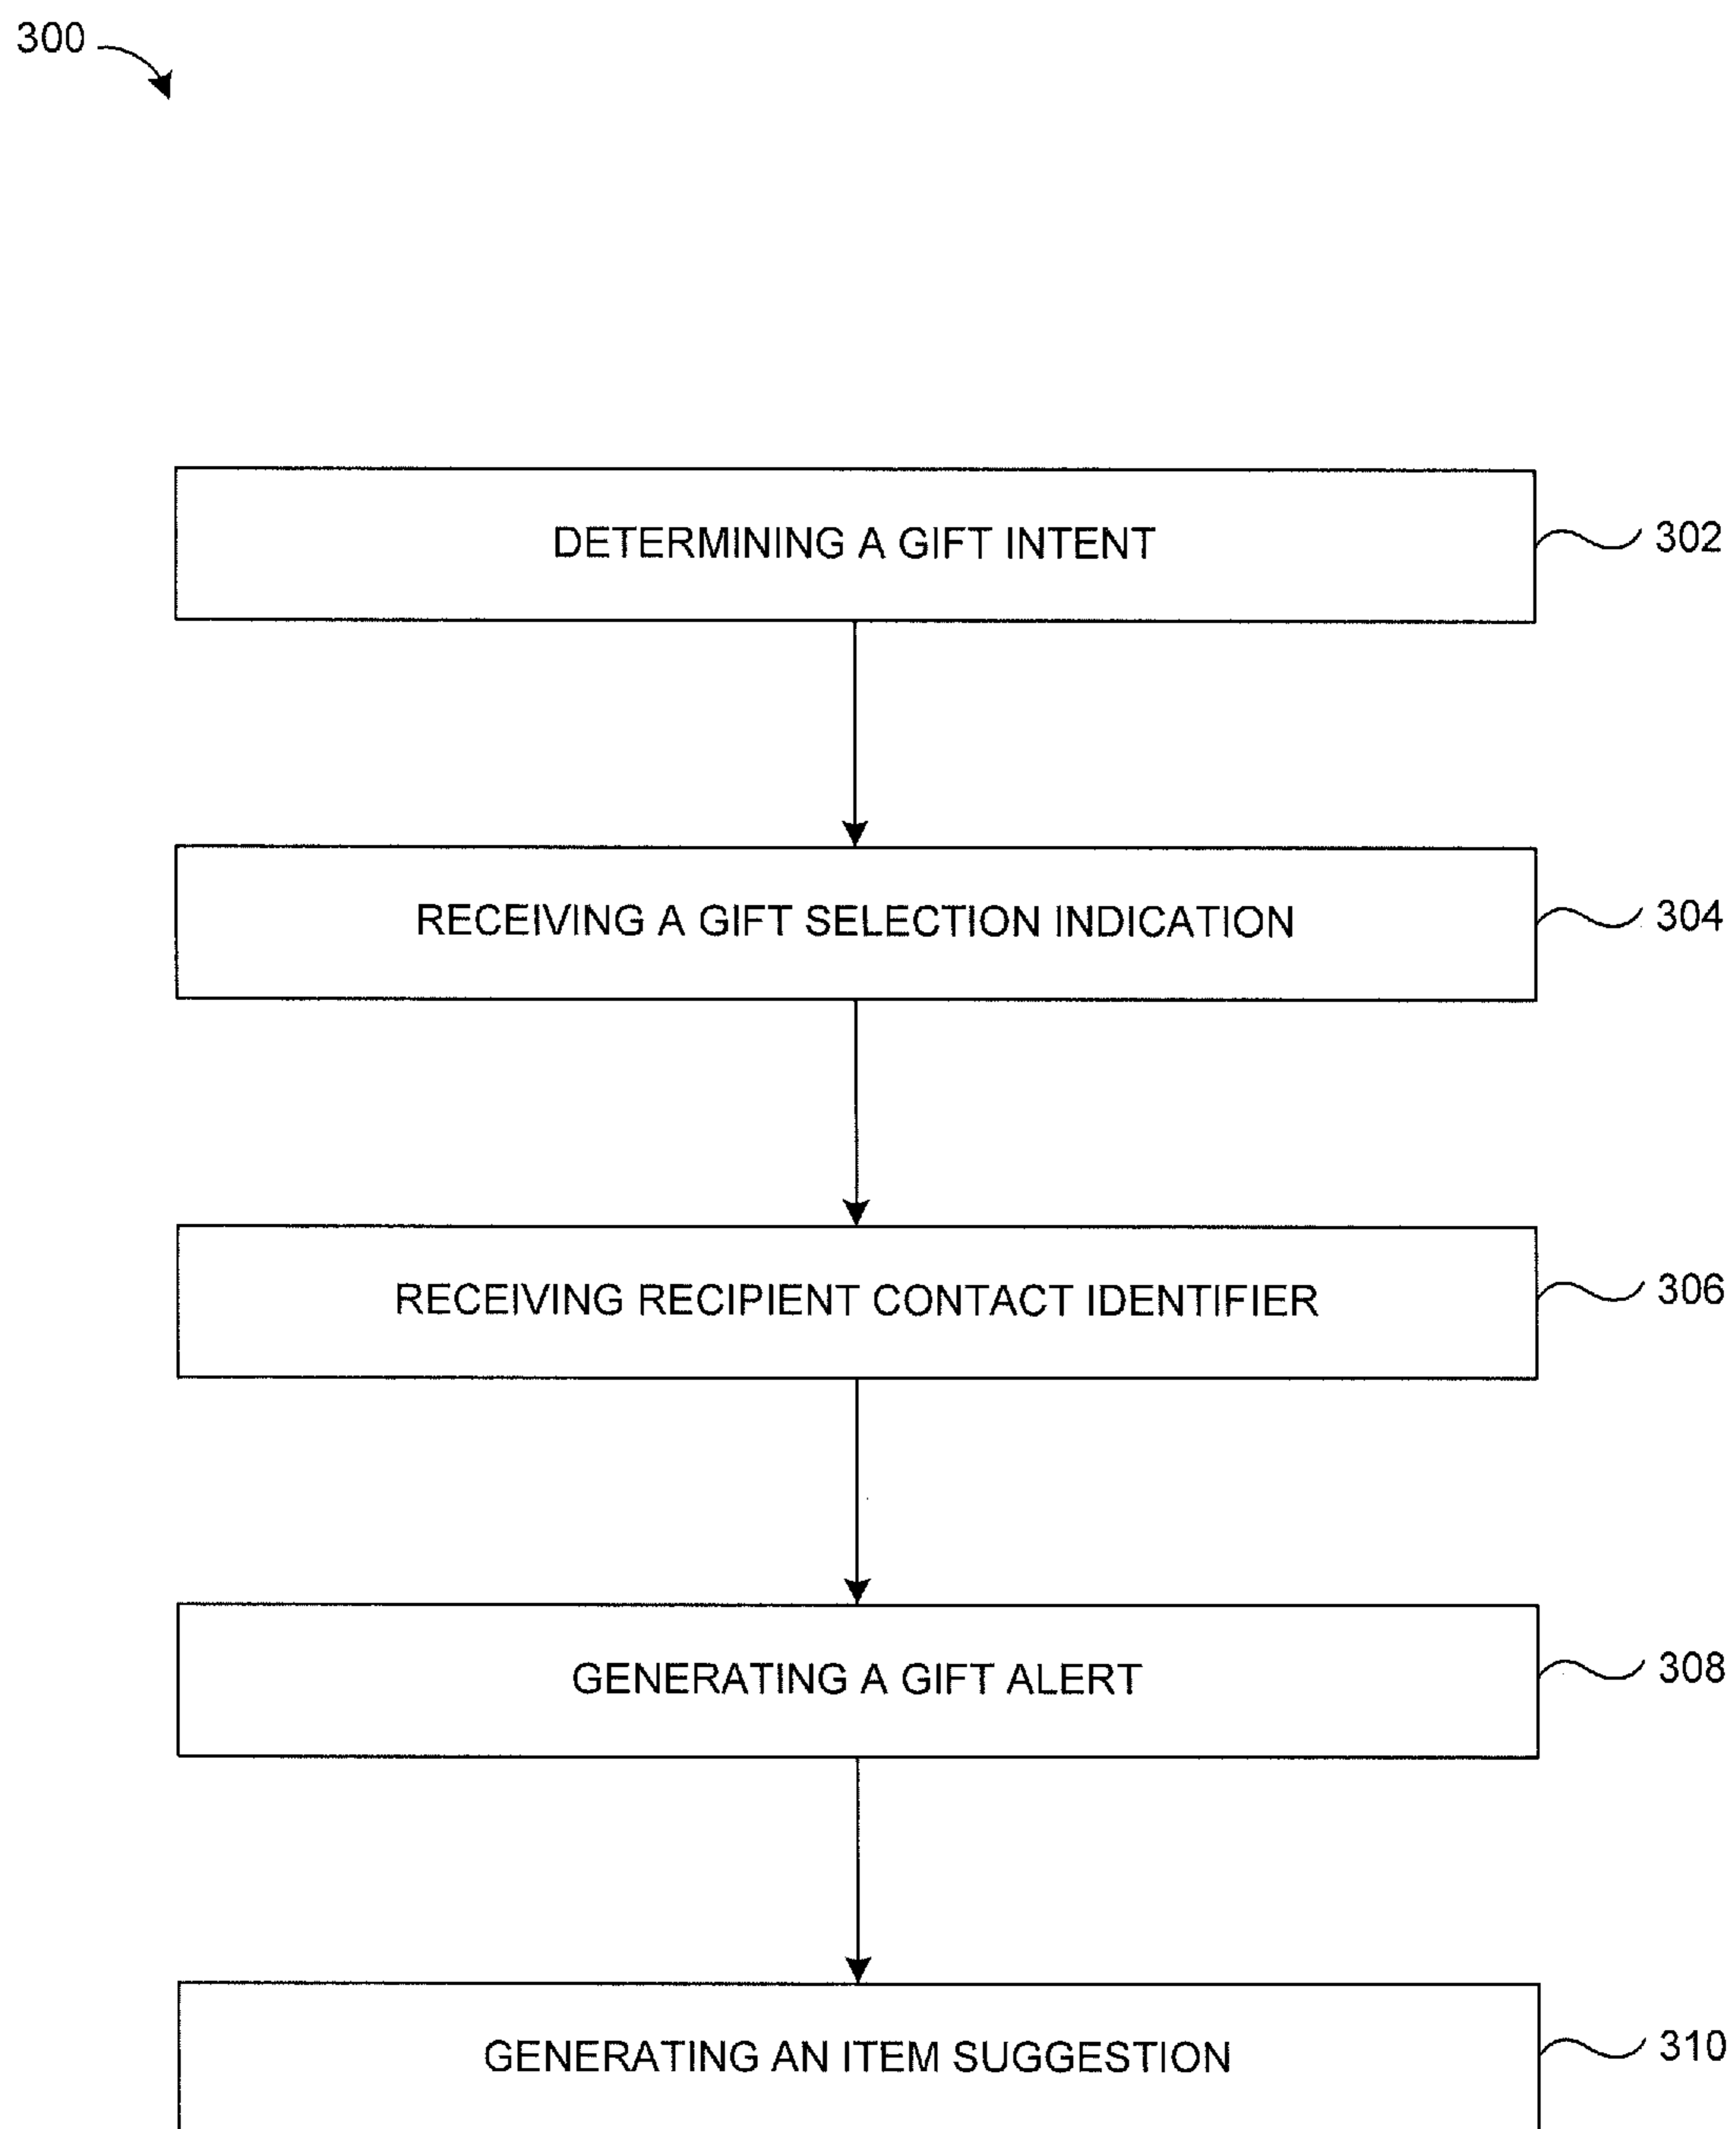 300
DETERMINING A GIFT INTENT
302
RECEIVING A GIFT SELECTION INDICATION
304
RECEIVING RECIPIENT CONTACT IDENTIFIER
306
GENERATING A GIFT ALERT
308
GENERATING AN ITEM SUGGESTION
310